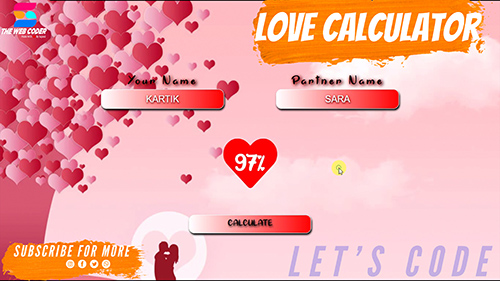 THE WEB CODER
LOVE CALCULATOR
Your Name
Partner Name
KARTIK
SARA
97%
CALCULATE
SUBSCRIBE FOR MORE
LET'S CODE